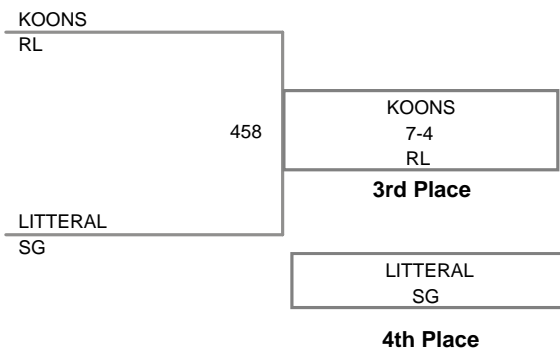 KOONS
RL
458
KOONS
7-4
RL
3rd Place
LITTERAL
SG
LITTERAL
SG
4th Place